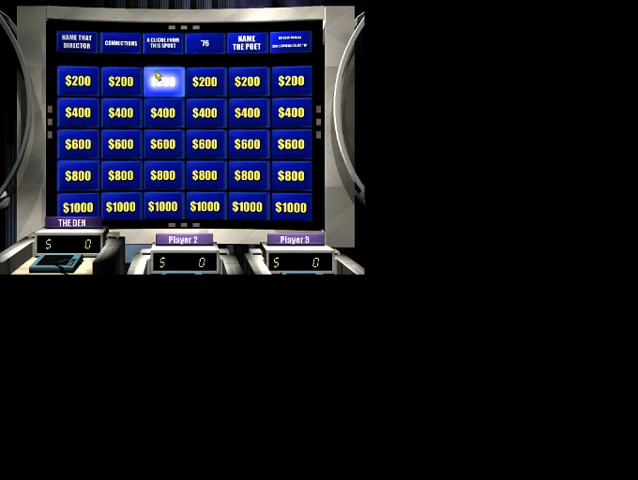 NAME THAT DIRECTOR
CONNECTIONS
A CLICHE FROM THIS SPORT
'76
NAME THE POET
$200 $200 $200 $200 $200 $200
$400 $400 $400 $400 $400 $400
$600 $600 $600 $600 $600 $600
$800 $800 $800 $800 $800 $800
$1000 $1000 $1000 $1000 $1000 $1000
THE DEN
$ 0
Player 2
$ 0
Player 3
$ 0